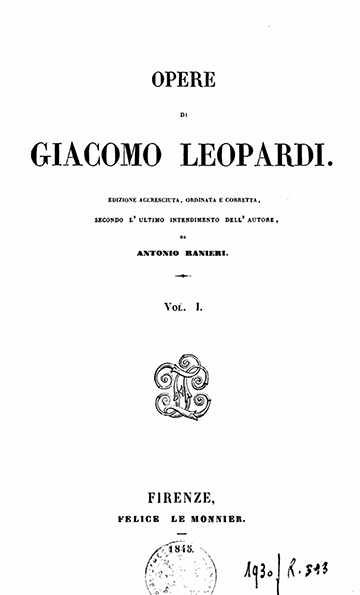 OPERE
DI
GIACOMO LEOPARDI.
EDIZIONE ACCRESCIUTA, ORDINATA E CORRETTA,
SECONDO L' ULTIMO INTENDIMENTO DELL' AUTORE,
DA
ANTONIO RANIERI.
VOL. I.
FIRENZE,
FELICE LE MONNIER.
1845.
1930/R. 593